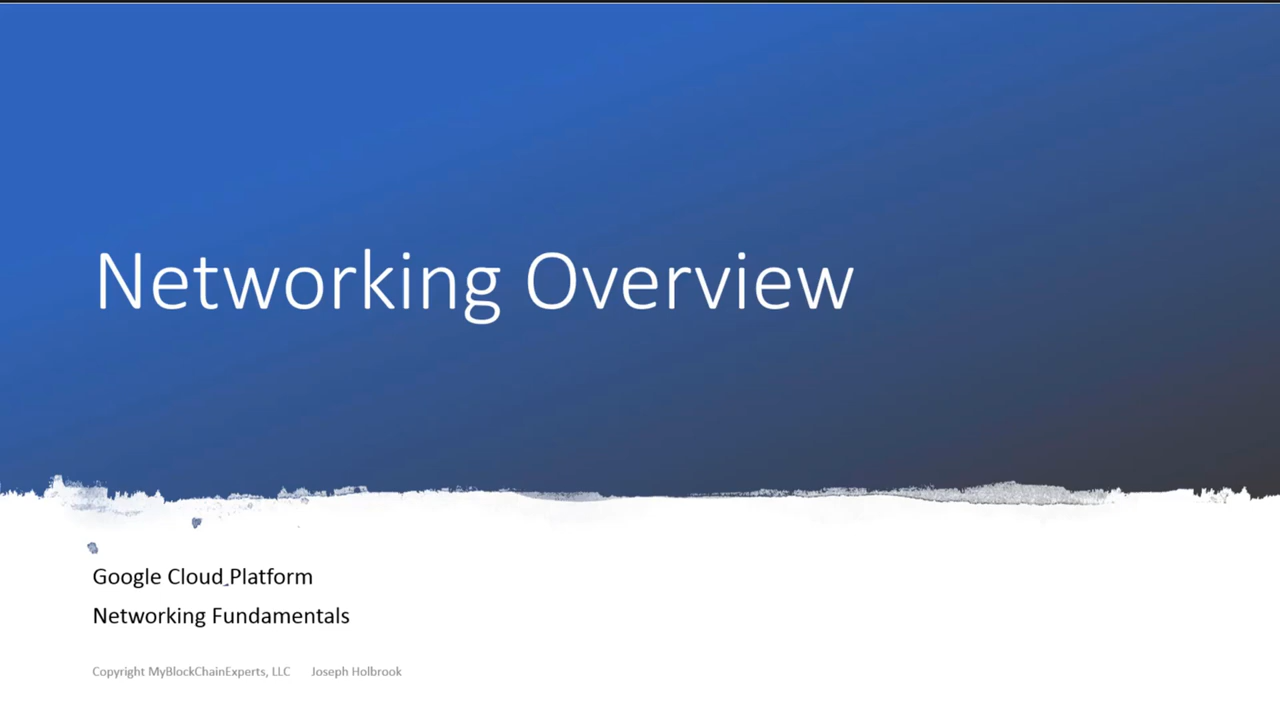 Networking Overview
Google Cloud Platform
Networking Fundamentals
Copyright MyBlockChainExperts, LLC Joseph Holbrook